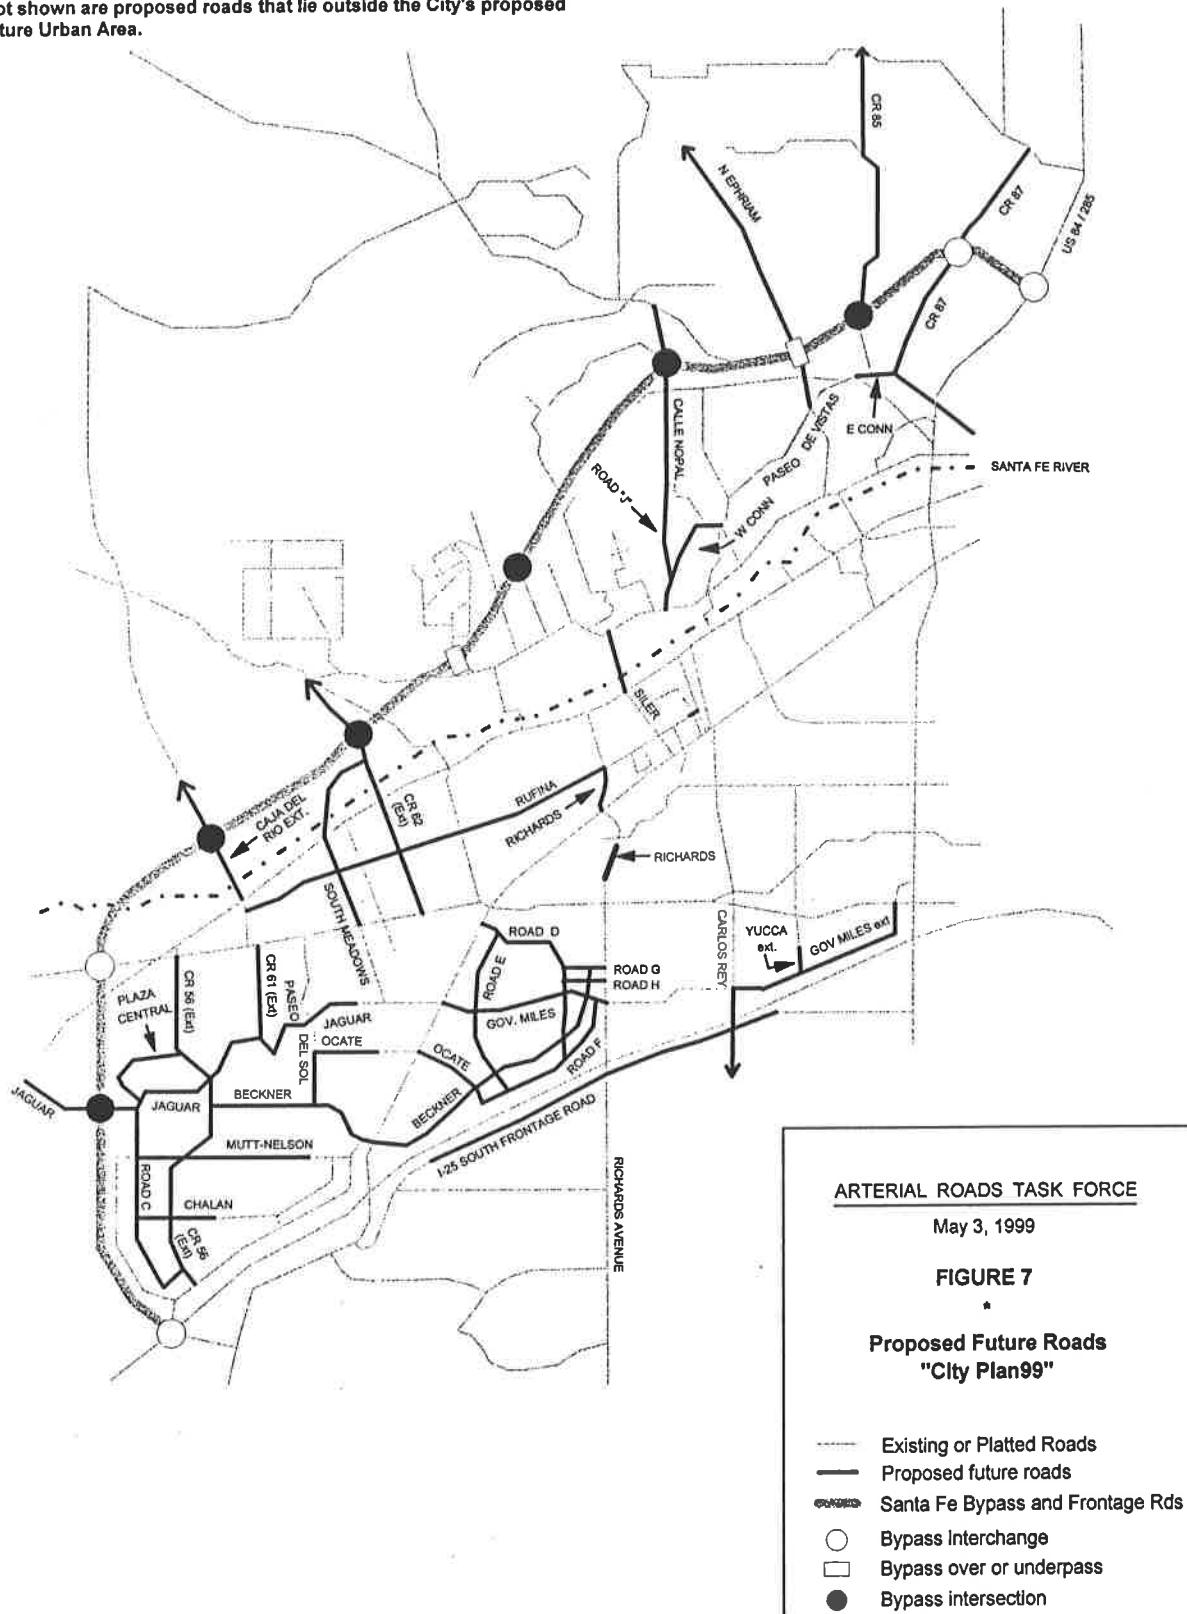 ot shown are proposed roads that lie outside the City's proposed
ture Urban Area.
CR 85
N EPHRIAM
CR 87
US 84 / 285
CR 87
CALLE NOPAL
PASEO DE VISTAS
E CONN
SANTA FE RIVER
ROAD "J"
W CONN
SILER
CAJA DEL
RIO EXT.
CR 62
(Ext)
RUFINA
RICHARDS
RICHARDS
SOUTH MEADOWS
CARLOS REY
YUCCA
ext.
GOV MILES ext
ROAD D
ROAD E
ROAD G
ROAD H
CR 56 (Ext)
CR 61 (Ext)
PASEO
DEL SOL
PLAZA
CENTRAL
JAGUAR
OCATE
GOV. MILES
OCATE
ROAD F
JAGUAR
JAGUAR
BECKNER
BECKNER
MUTT-NELSON
I-25 SOUTH FRONTAGE ROAD
ROAD C
CHALAN
CR 56
(Ext)
RICHARDS AVENUE
ARTERIAL ROADS TASK FORCE
May 3, 1999
FIGURE 7
*
Proposed Future Roads
"City Plan99"
Existing or Platted Roads
Proposed future roads
Santa Fe Bypass and Frontage Rds
Bypass Interchange
Bypass over or underpass
Bypass intersection